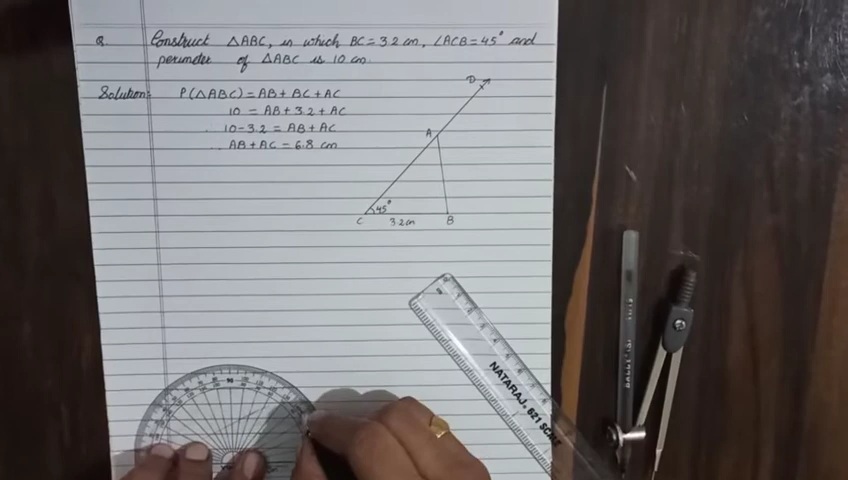 Q Construct △ABC, in which BC = 3.2 cm, ∠ACB = 45° and
perimeter of △ABC is 10 cm.
Solution:- P(△ABC) = AB + BC + AC
10 = AB + 3.2 + AC
10 - 3.2 = AB + AC
∴ AB + AC = 6.8 cm
D
A
45°
C 3.2 cm B
NATARAJ 621 SCALE
90